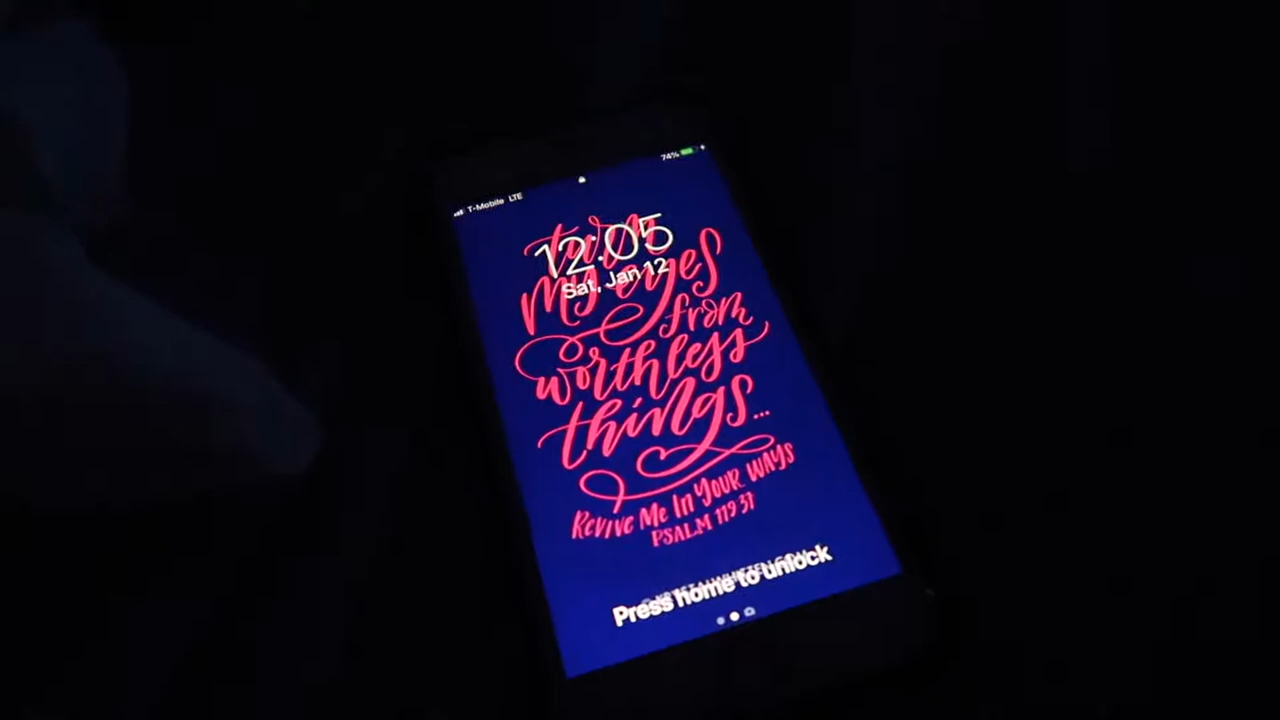 T-Mobile LTE
74%
12:05
Sat, Jan 12
turn
my eyes
from
worthless
things...
Revive Me In Your Ways
Psalm 119 37
Press home to unlock